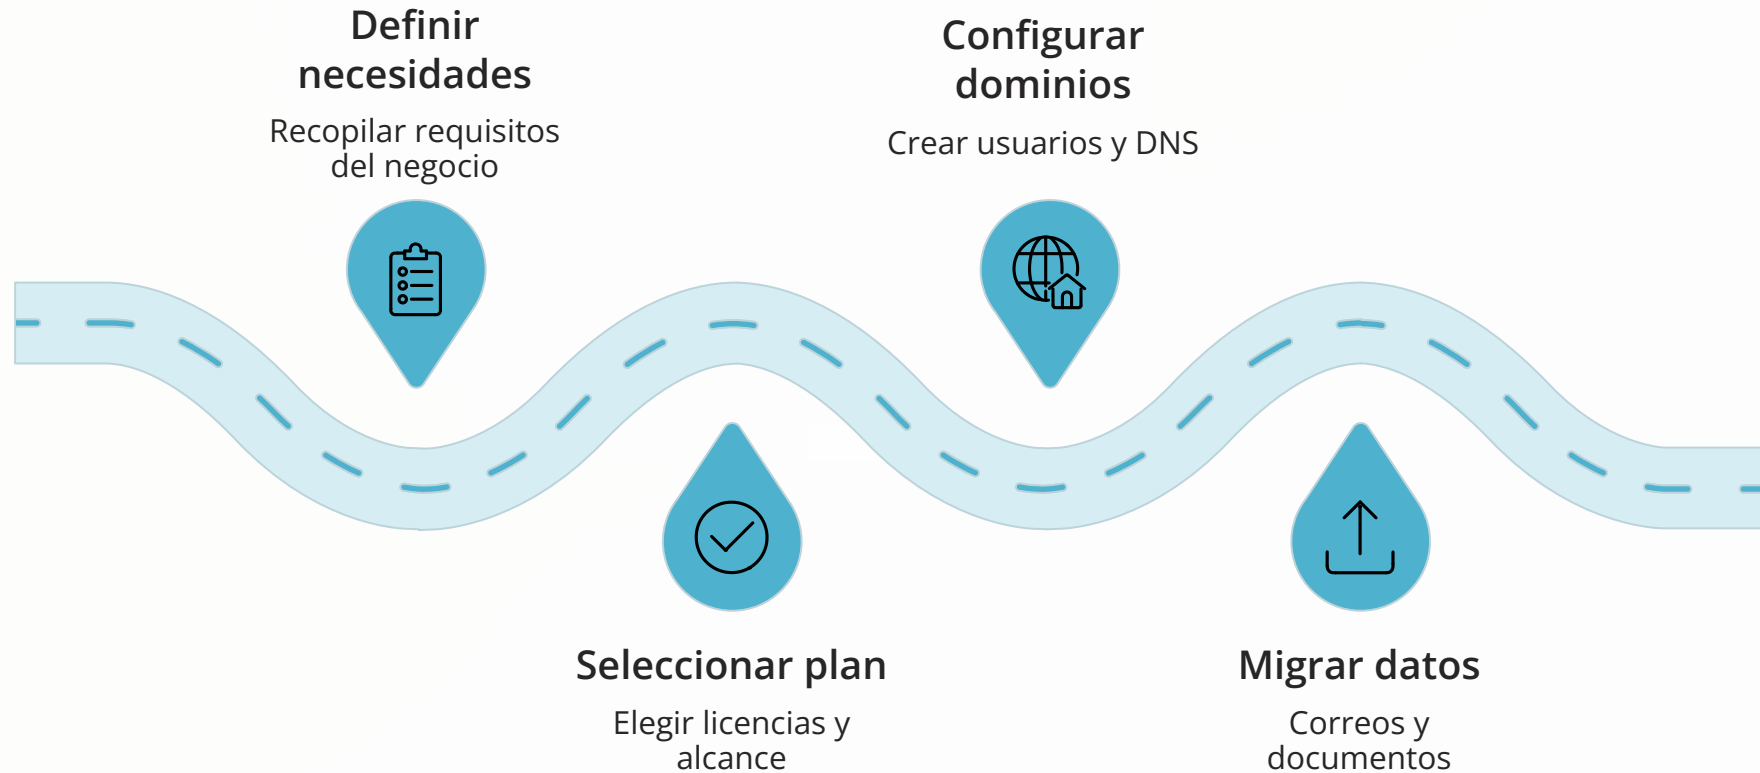 Definir
necesidades
Recopilar requisitos
del negocio
Seleccionar plan
Elegir licencias y
alcance
Configurar
dominios
Crear usuarios y DNS
Migrar datos
Correos y
documentos